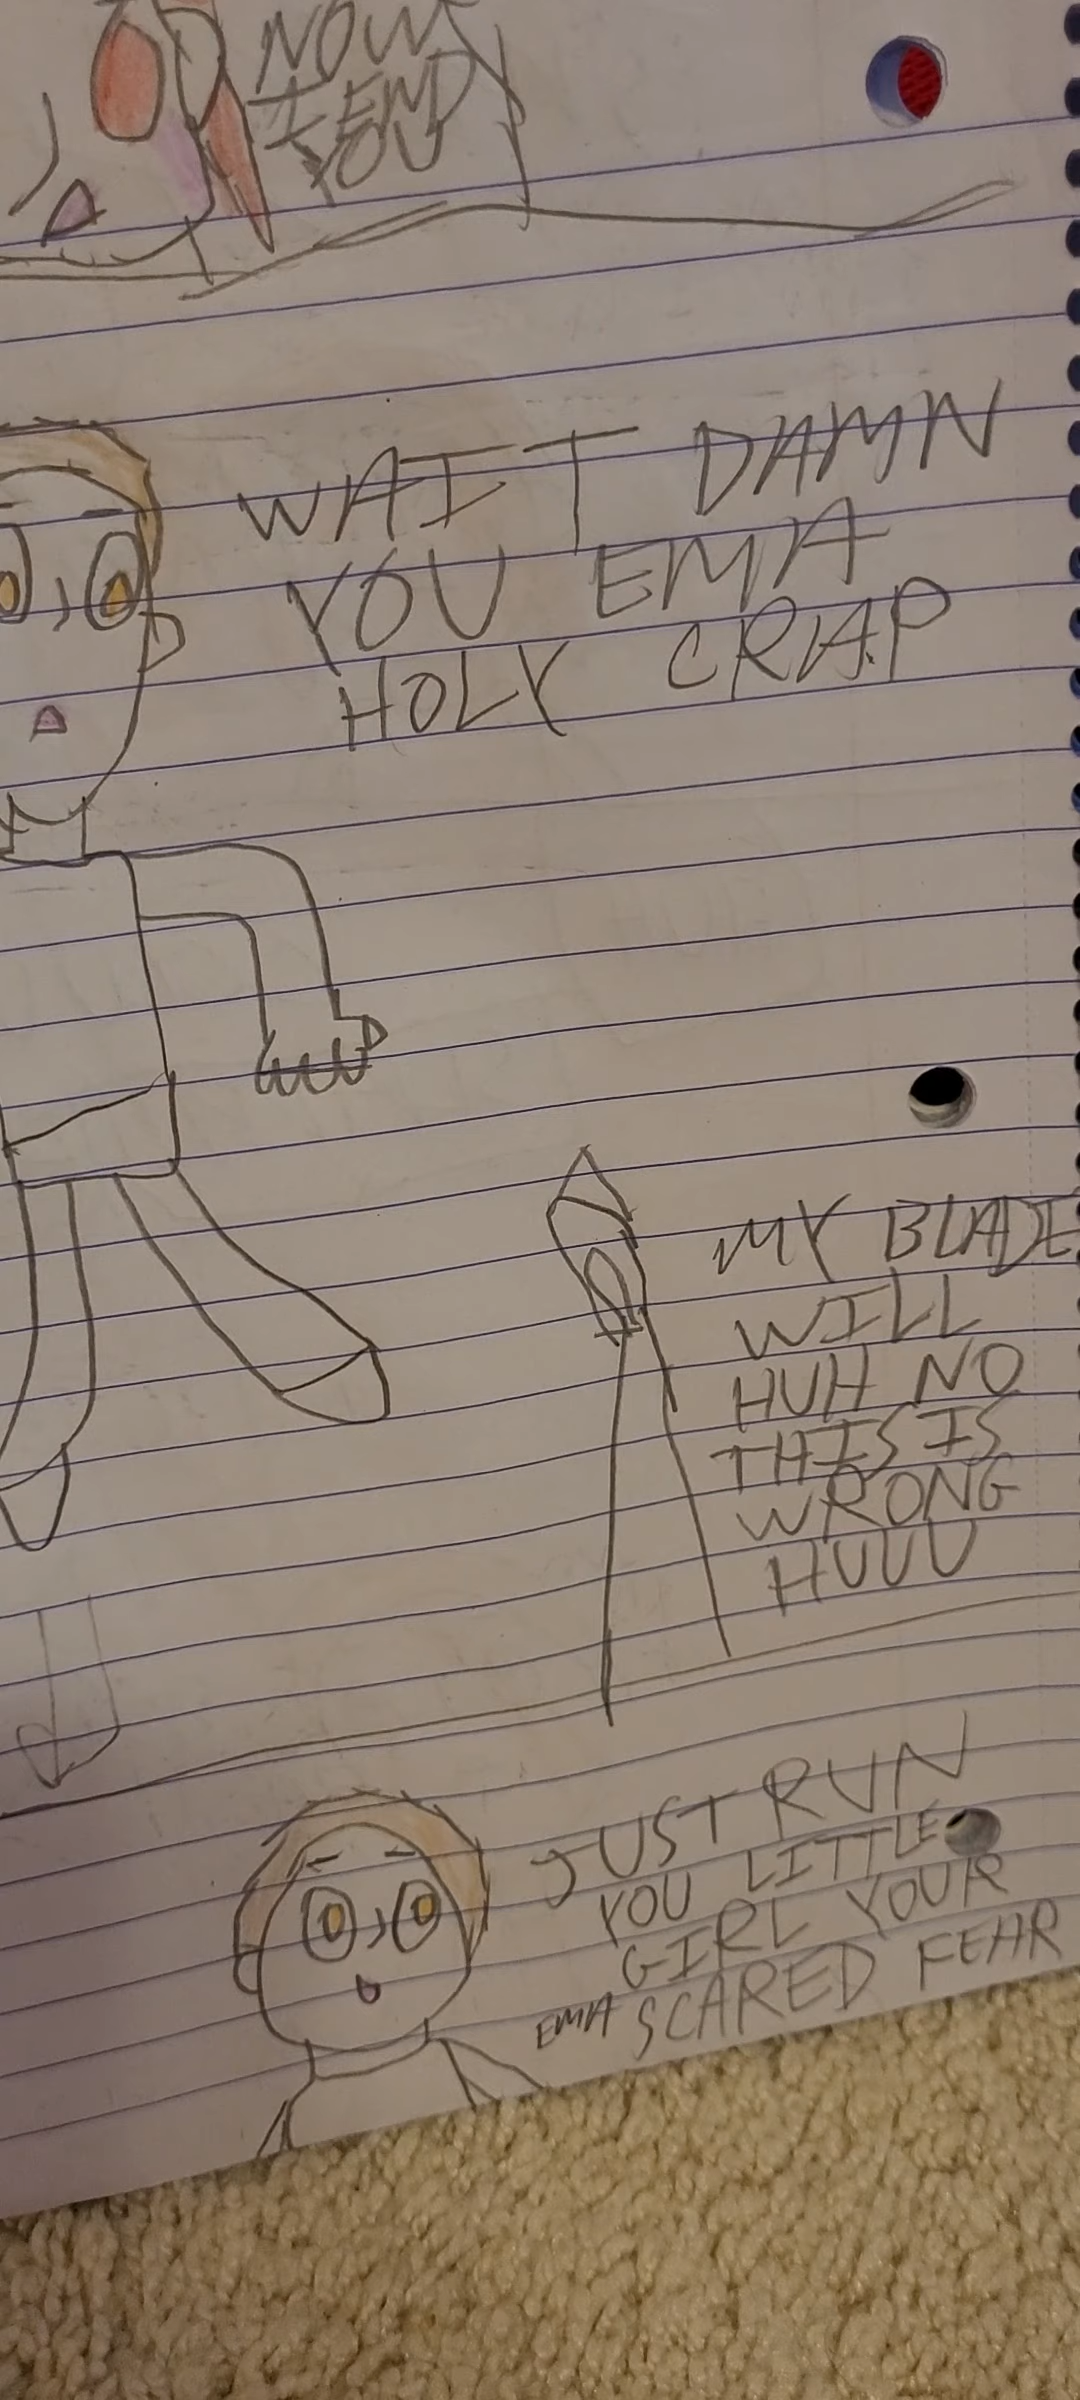 NOW
I END
YOU
WAIT DAMN
YOU EMA
HOLY CRAP
MY BLADE
WILL
HUH NO
THIS IS
WRONG
HUUU
JUST RUN
YOU LITTLE
GIRL YOUR
EMA SCARED FEHR